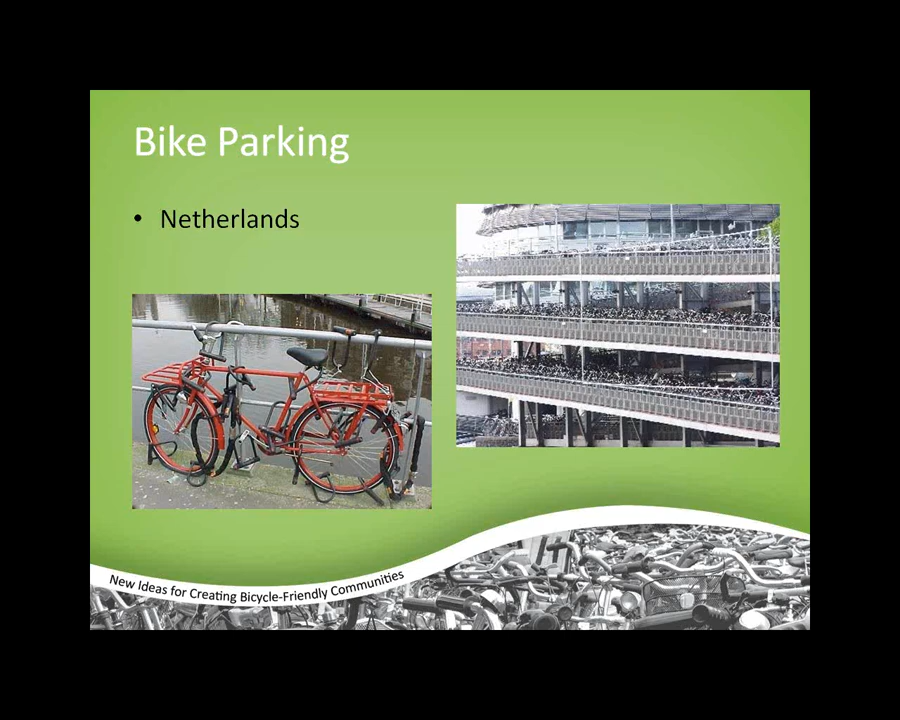 Bike Parking
• Netherlands
New Ideas for Creating Bicycle-Friendly Communities